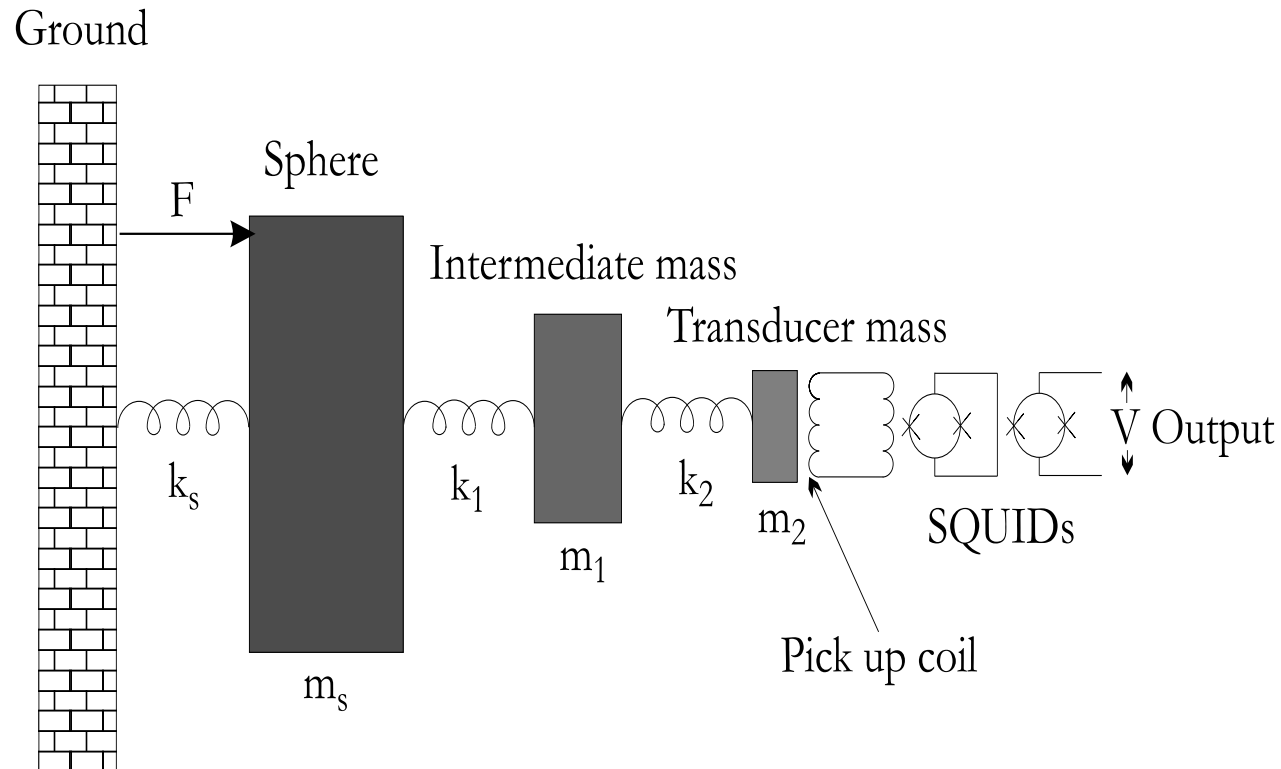 Ground
Sphere
F
Intermediate mass
Transducer mass
V Output
k_s
k_1
k_2
m_2
SQUIDs
m_1
Pick up coil
m_s